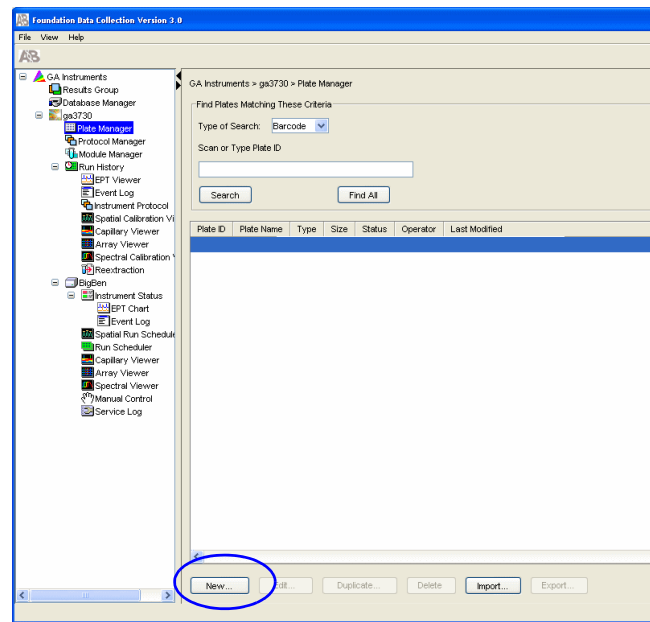 Foundation Data Collection Version 3.0
File View Help
AB
GA Instruments
Results Group
Database Manager
ga3730
Plate Manager
Protocol Manager
Module Manager
Run History
EPT Viewer
Event Log
Instrument Protocol
Spatial Calibration Vi
Capillary Viewer
Array Viewer
Spectral Calibration V
Reextraction
BigBen
Instrument Status
EPT Chart
Event Log
Spatial Run Schedule
Run Scheduler
Capillary Viewer
Array Viewer
Spectral Viewer
Manual Control
Service Log
GA Instruments > ga3730 > Plate Manager
Find Plates Matching These Criteria
Type of Search: Barcode
Scan or Type Plate ID
Search Find All
Plate ID Plate Name Type Size Status Operator Last Modified
New... Edit... Duplicate... Delete Import... Export...